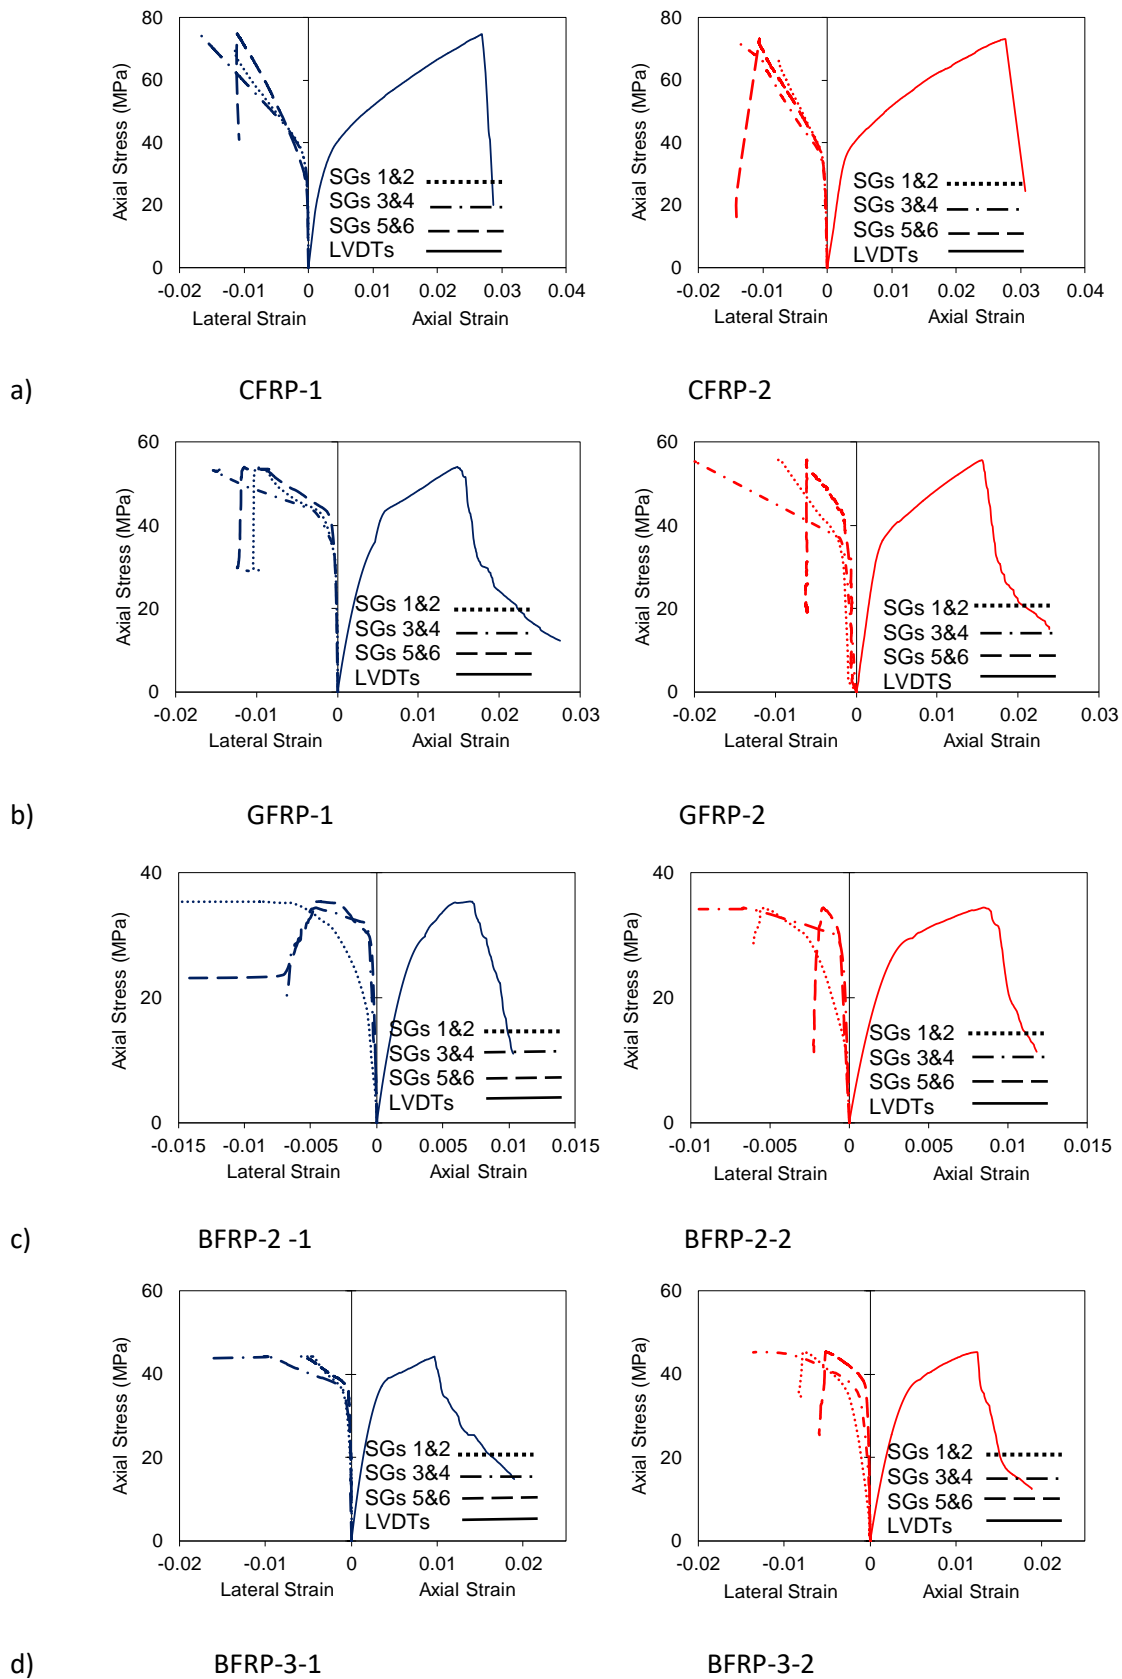 80
60
40
20
0
-0.02 -0.01 0 0.01 0.02 0.03 0.04
Axial Stress (MPa)
Lateral Strain Axial Strain
SGs 1&2
SGs 3&4
SGs 5&6
LVDTs
80
60
40
20
0
-0.02 -0.01 0 0.01 0.02 0.03 0.04
Axial Stress (MPa)
Lateral Strain Axial Strain
SGs 1&2
SGs 3&4
SGs 5&6
LVDTs
a) CFRP-1 CFRP-2
60
40
20
0
-0.02 -0.01 0 0.01 0.02 0.03
Axial Stress (MPa)
Lateral Strain Axial Strain
SGs 1&2
SGs 3&4
SGs 5&6
LVDTs
60
40
20
0
-0.02 -0.01 0 0.01 0.02 0.03
Axial Stress (MPa)
Lateral Strain Axial Strain
SGs 1&2
SGs 3&4
SGs 5&6
LVDTS
b) GFRP-1 GFRP-2
40
20
0
-0.015 -0.01 -0.005 0 0.005 0.01 0.015
Axial Stress (MPa)
Lateral Strain Axial Strain
SGs 1&2
SGs 3&4
SGs 5&6
LVDTs
40
20
0
-0.01 -0.005 0 0.005 0.01 0.015
Axial Stress (MPa)
Lateral Strain Axial Strain
SGs 1&2
SGs 3&4
SGs 5&6
LVDTs
c) BFRP-2 -1 BFRP-2-2
60
40
20
0
-0.02 -0.01 0 0.01 0.02
Axial Stress (MPa)
Lateral Strain Axial Strain
SGs 1&2
SGs 3&4
SGs 5&6
LVDTs
60
40
20
0
-0.02 -0.01 0 0.01 0.02
Axial Stress (MPa)
Lateral Strain Axial Strain
SGs 1&2
SGs 3&4
SGs 5&6
LVDTs
d) BFRP-3-1 BFRP-3-2